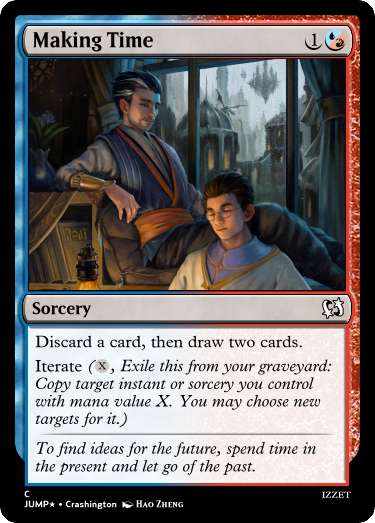 Making Time 1
Sorcery
Discard a card, then draw two cards.
Iterate (X, Exile this from your graveyard:
Copy target instant or sorcery you control
with mana value X. You may choose new
targets for it.)
To find ideas for the future, spend time in
the present and let go of the past.
C IZZET
JUMP★ • Crashington Hao Zheng